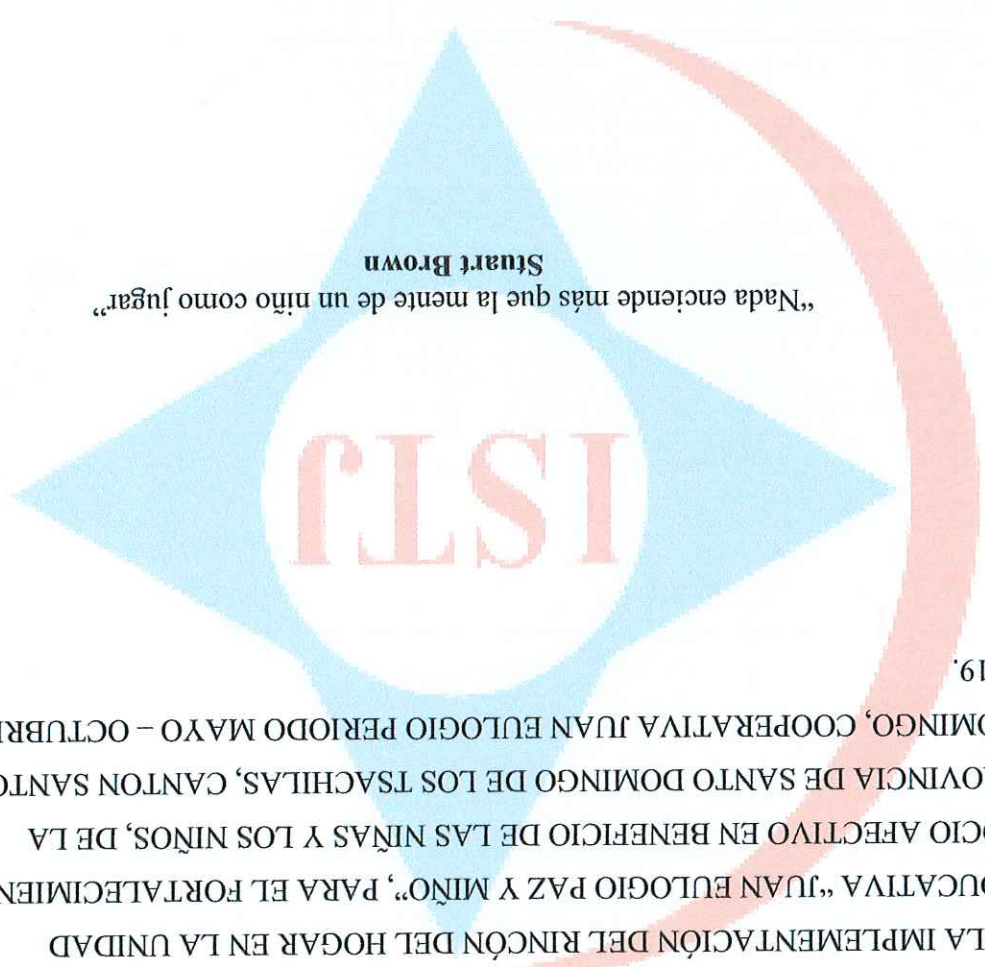 LA IMPLEMENTACIÓN DEL RINCÓN DEL HOGAR EN LA UNIDAD
DUCATIVA “JUAN EULOGIO PAZ Y MIÑO”, PARA EL FORTALECIMIEN
OCIO AFECTIVO EN BENEFICIO DE LAS NIÑAS Y LOS NIÑOS, DE LA
OVINCIA DE SANTO DOMINGO DE LOS TSACHILAS, CANTON SANTO
OMINGO, COOPERATIVA JUAN EULOGIO PERIODO MAYO – OCTUBRE
19.
ISTJ
“Nada enciende más que la mente de un niño como jugar”
Stuart Brown